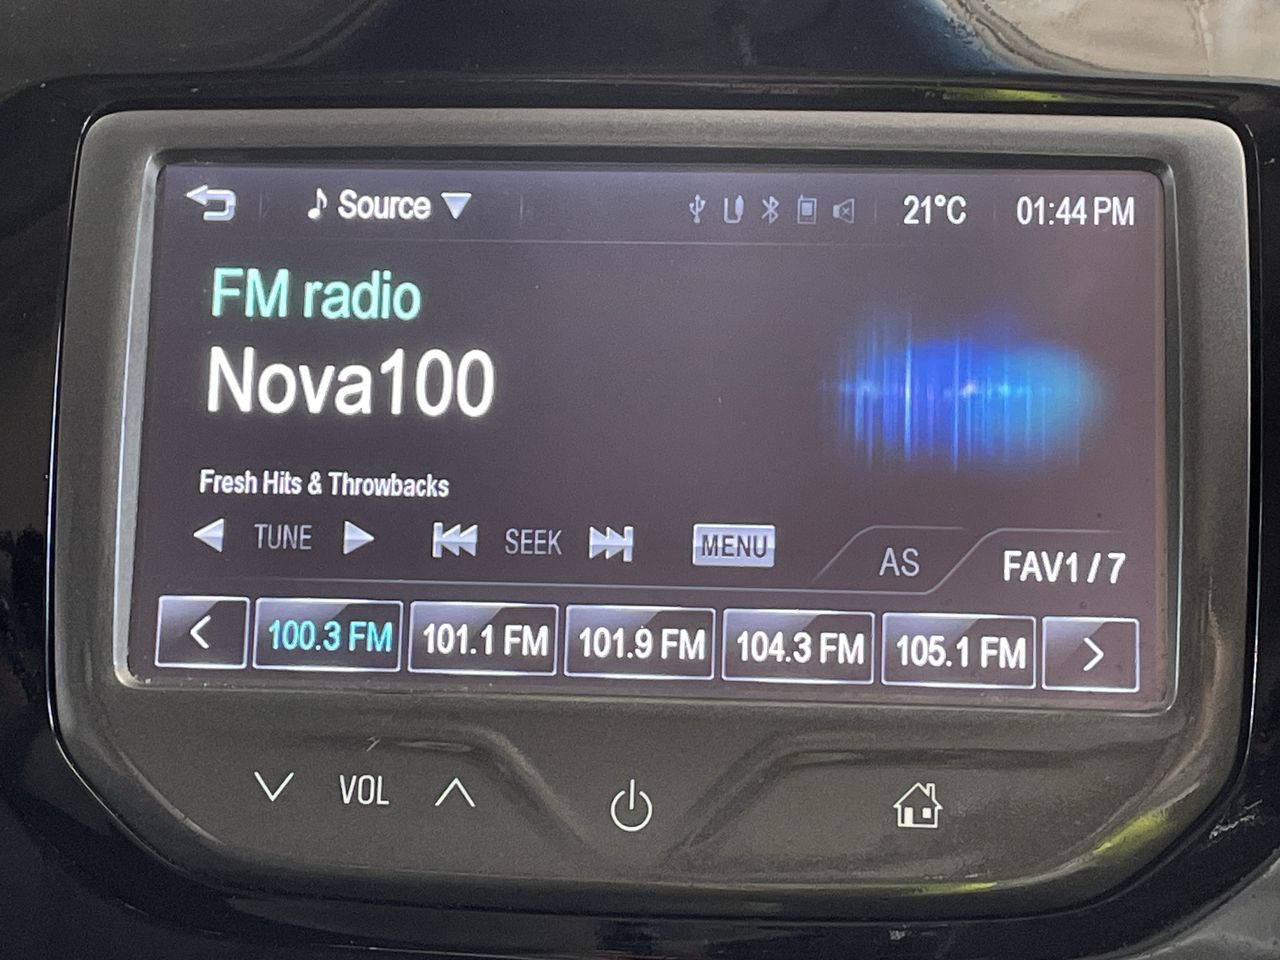 Source 21°C 01:44 PM
FM radio
Nova100
Fresh Hits & Throwbacks
TUNE SEEK MENU AS FAV1 / 7
100.3 FM 101.1 FM 101.9 FM 104.3 FM 105.1 FM
VOL